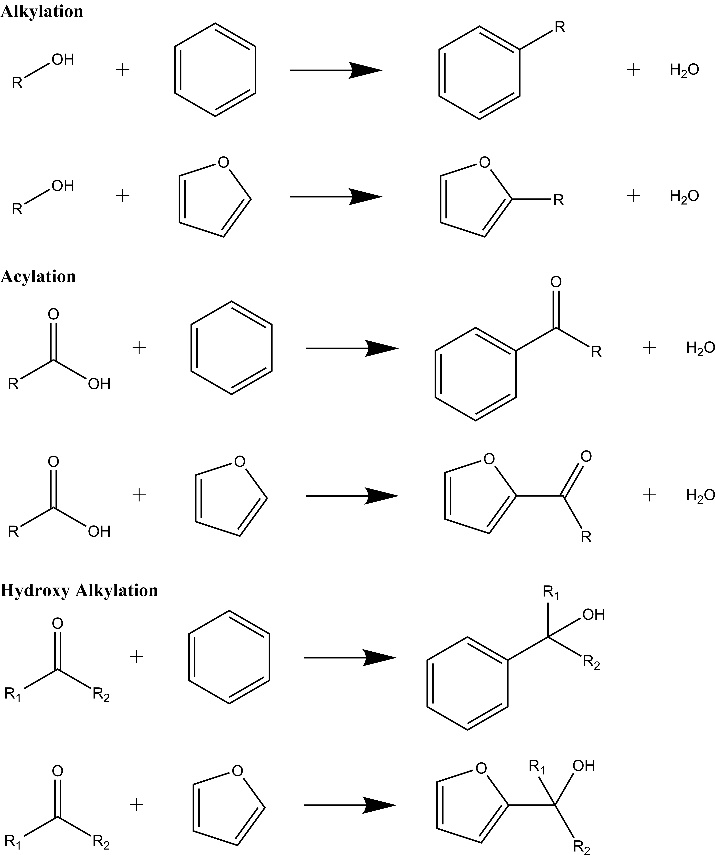 Alkylation
R OH + R + H₂O
R OH + O O R + H₂O
Acylation
O R OH + O R + H₂O
O R OH + O O O R + H₂O
Hydroxy Alkylation
O R₁ R₂ + R₁ OH R₂
O R₁ R₂ + O O R₁ OH R₂